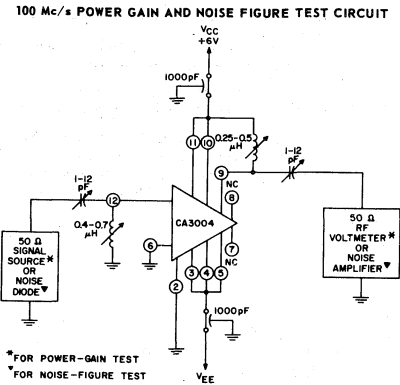 100 Mc/s POWER GAIN AND NOISE FIGURE TEST CIRCUIT
VCC
+6V
1000pF
11
10
0.25-0.5
μH
1-12
pF
9
NC
8
1-12
pF
12
CA3004
0.4-0.7
μH
6
7
NC
3
4
5
2
50 Ω
SIGNAL
SOURCE*
OR
NOISE
DIODE▼
50 Ω
RF
VOLTMETER*
OR
NOISE
AMPLIFIER▼
1000pF
VEE
*FOR POWER-GAIN TEST
▼FOR NOISE-FIGURE TEST